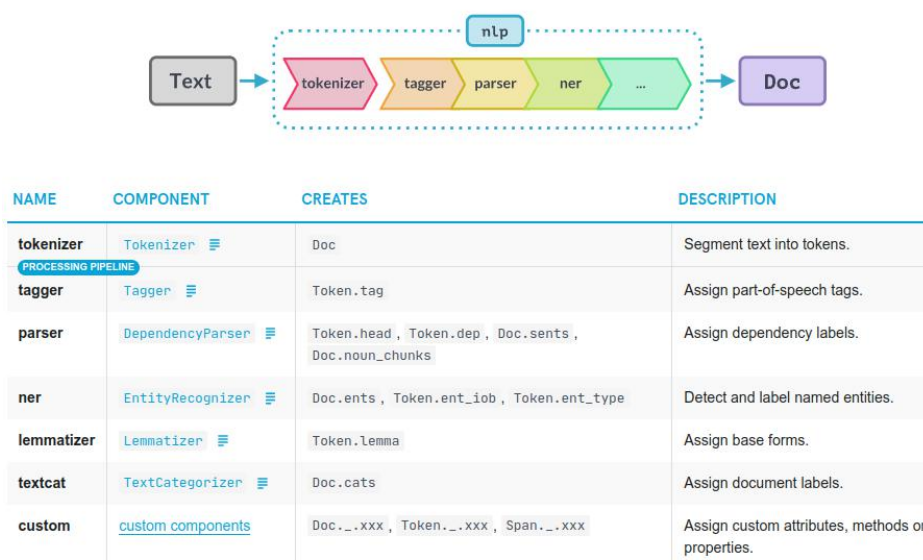 nlp
Text tokenizer tagger parser ner ... Doc
NAME COMPONENT CREATES DESCRIPTION
tokenizer Tokenizer Doc Segment text into tokens.
PROCESSING PIPELINE
tagger Tagger Token.tag Assign part-of-speech tags.
parser DependencyParser Token.head, Token.dep, Doc.sents, Assign dependency labels.
Doc.noun_chunks
ner EntityRecognizer Doc.ents, Token.ent_iob, Token.ent_type Detect and label named entities.
lemmatizer Lemmatizer Token.lemma Assign base forms.
textcat TextCategorizer Doc.cats Assign document labels.
custom custom components Doc._.xxx, Token._.xxx, Span._.xxx Assign custom attributes, methods or
properties.